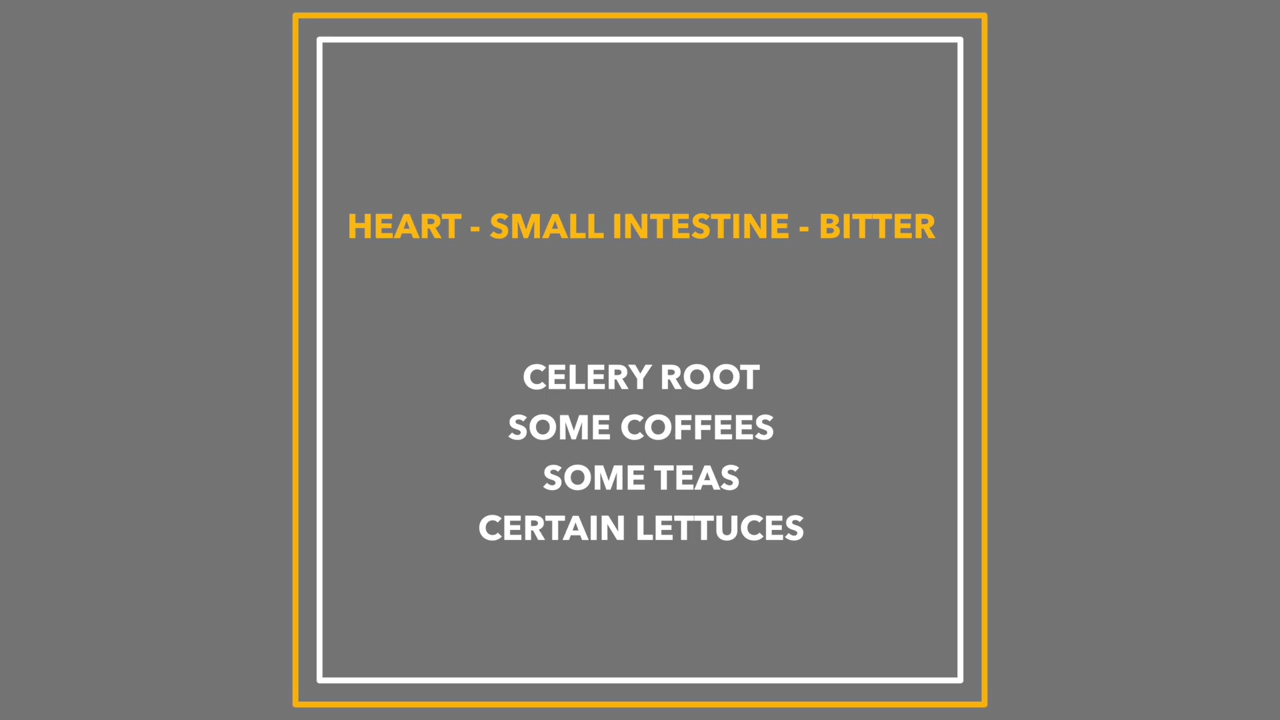 HEART - SMALL INTESTINE - BITTER
CELERY ROOT
SOME COFFEES
SOME TEAS
CERTAIN LETTUCES